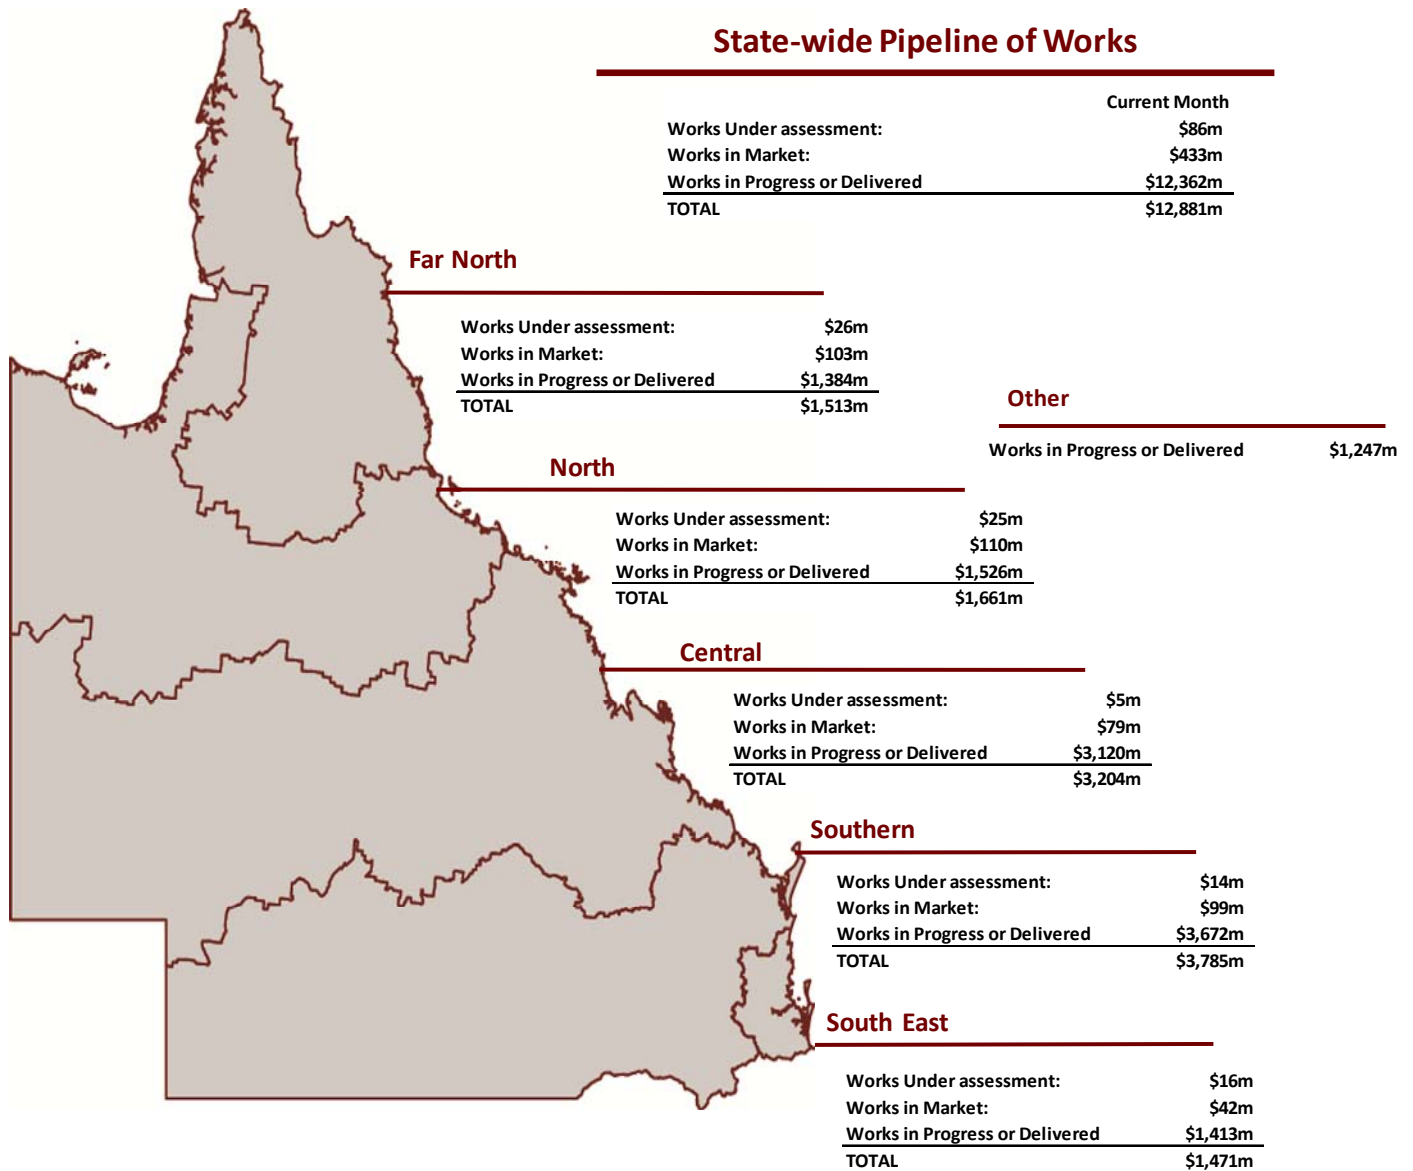 State-wide Pipeline of Works
Current Month
Works Under assessment: $86m
Works in Market: $433m
Works in Progress or Delivered $12,362m
TOTAL $12,881m
Far North
Works Under assessment: $26m
Works in Market: $103m
Works in Progress or Delivered $1,384m
TOTAL $1,513m
Other
Works in Progress or Delivered $1,247m
North
Works Under assessment: $25m
Works in Market: $110m
Works in Progress or Delivered $1,526m
TOTAL $1,661m
Central
Works Under assessment: $5m
Works in Market: $79m
Works in Progress or Delivered $3,120m
TOTAL $3,204m
Southern
Works Under assessment: $14m
Works in Market: $99m
Works in Progress or Delivered $3,672m
TOTAL $3,785m
South East
Works Under assessment: $16m
Works in Market: $42m
Works in Progress or Delivered $1,413m
TOTAL $1,471m